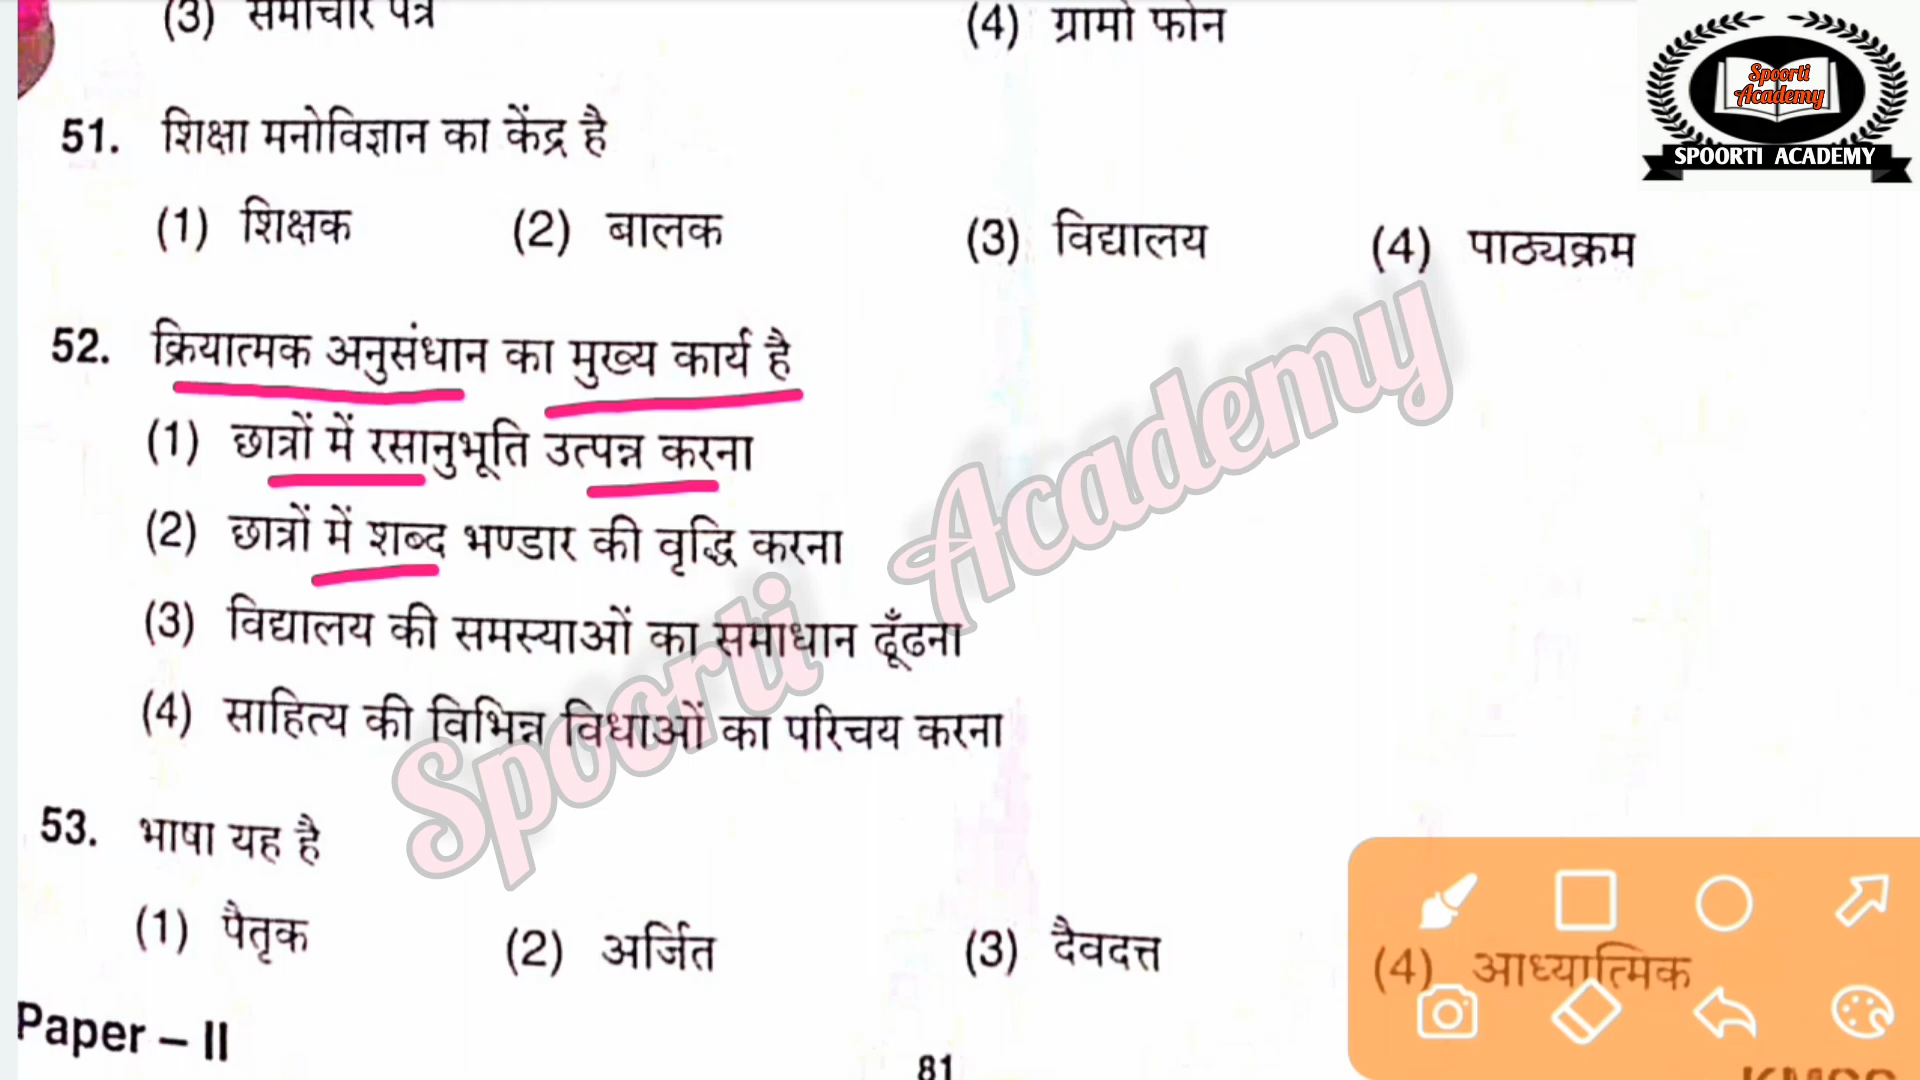 (3) समाचार पत्र (4) ग्रामो फोन
Spoorti
Academy
SPOORTI ACADEMY
51. शिक्षा मनोविज्ञान का केंद्र है
(1) शिक्षक (2) बालक (3) विद्यालय (4) पाठ्यक्रम
52. क्रियात्मक अनुसंधान का मुख्य कार्य है
(1) छात्रों में रसानुभूति उत्पन्न करना
(2) छात्रों में शब्द भण्डार की वृद्धि करना
(3) विद्यालय की समस्याओं का समाधान ढूँढना
(4) साहित्य की विभिन्न विधाओं का परिचय करना
Spoorti Academy
53. भाषा यह है
(1) पैतृक (2) अर्जित (3) दैवदत्त (4) आध्यात्मिक
Paper – II
81